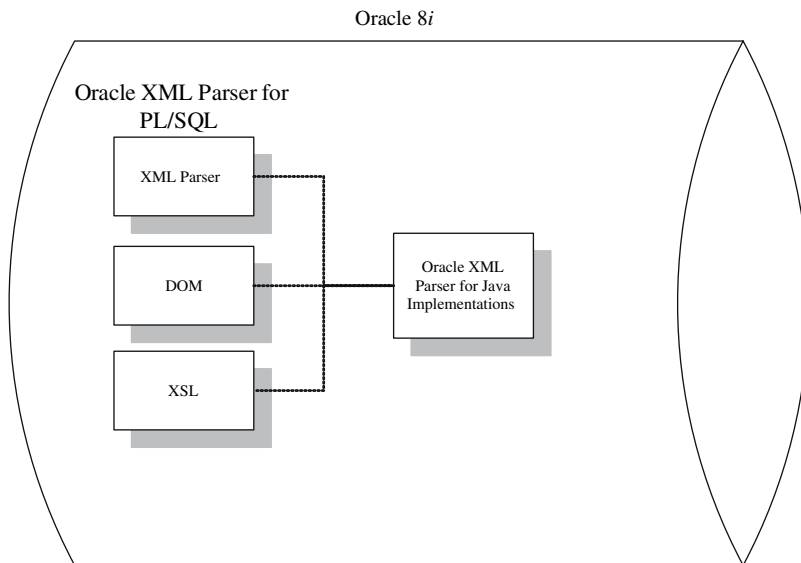 Oracle 8i
Oracle XML Parser for
PL/SQL
XML Parser
DOM
XSL
Oracle XML
Parser for Java
Implementations